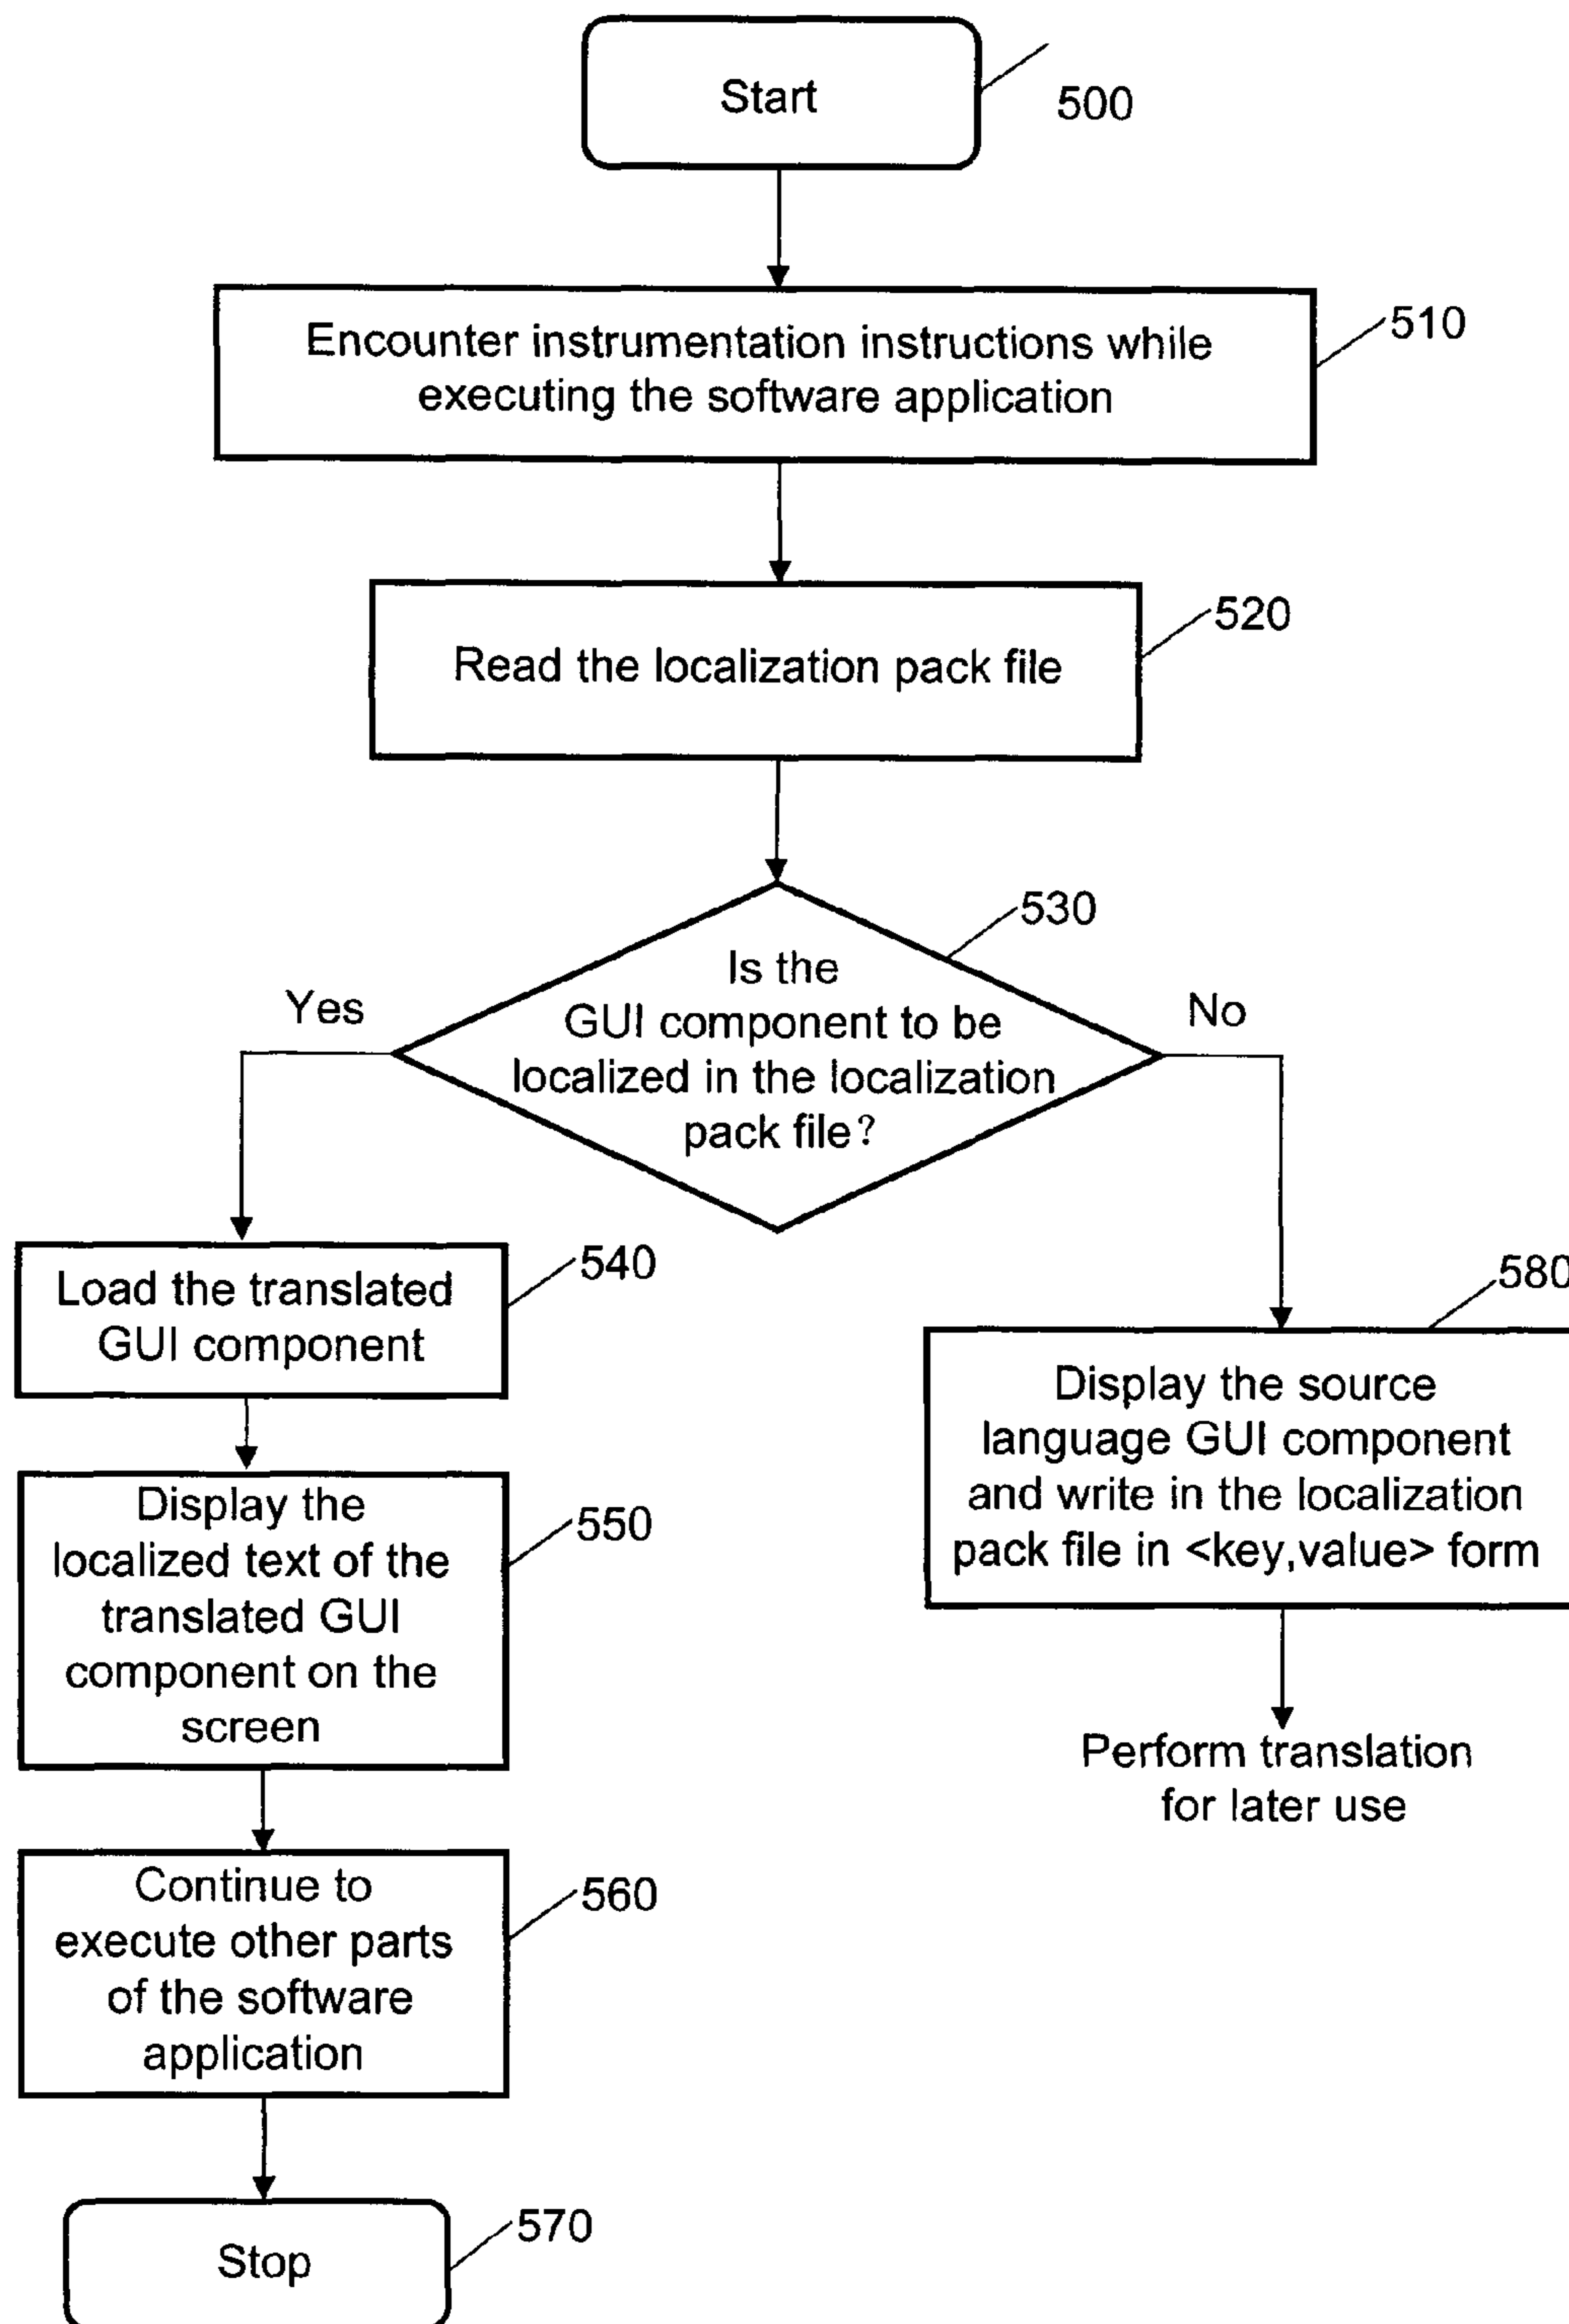 Start
500
Encounter instrumentation instructions while
executing the software application
510
Read the localization pack file
520
530
Is the
GUI component to be
localized in the localization
pack file?
Yes
No
Load the translated
GUI component
540
580
Display the source
language GUI component
and write in the localization
pack file in <key,value> form
Display the
localized text of the
translated GUI
component on the
screen
550
Perform translation
for later use
Continue to
execute other parts
of the software
application
560
Stop
570